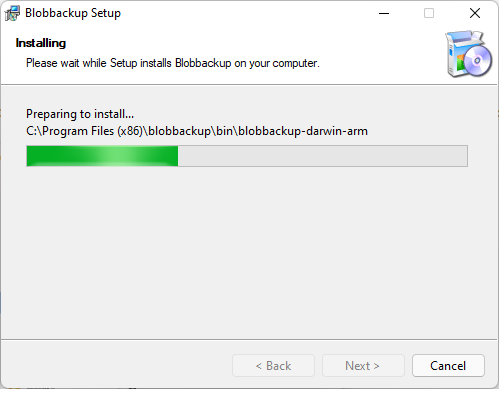 Blobbackup Setup
Installing
Please wait while Setup installs Blobbackup on your computer.
Preparing to install...
C:\Program Files (x86)\blobbackup\bin\blobbackup-darwin-arm
< Back
Next >
Cancel